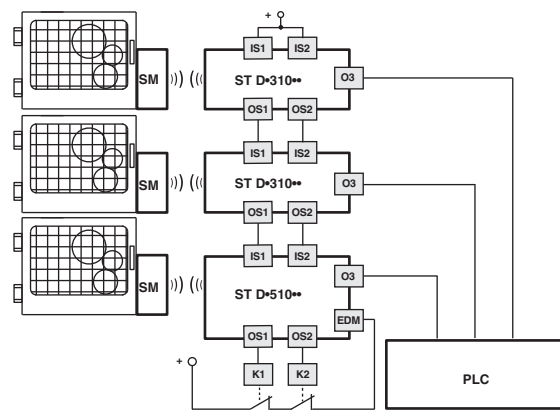 +
IS1 IS2
SM ST D•310•• O3
OS1 OS2
IS1 IS2
SM ST D•310•• O3
OS1 OS2
IS1 IS2
O3
SM ST D•510••
EDM
OS1 OS2
+
K1 K2
PLC